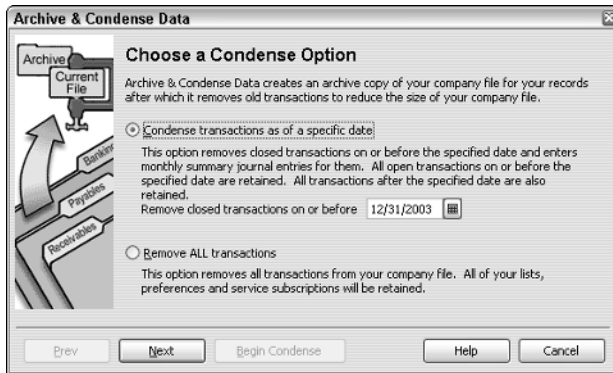 Archive & Condense Data
Archive
Current
File
Banking
Payables
Receivables
Choose a Condense Option
Archive & Condense Data creates an archive copy of your company file for your records
after which it removes old transactions to reduce the size of your company file.
Condense transactions as of a specific date
This option removes closed transactions on or before the specified date and enters
monthly summary journal entries for them. All open transactions on or before the
specified date are retained. All transactions after the specified date are also
retained.
Remove closed transactions on or before 12/31/2003
Remove ALL transactions
This option removes all transactions from your company file. All of your lists,
preferences and service subscriptions will be retained.
Prev Next Begin Condense Help Cancel